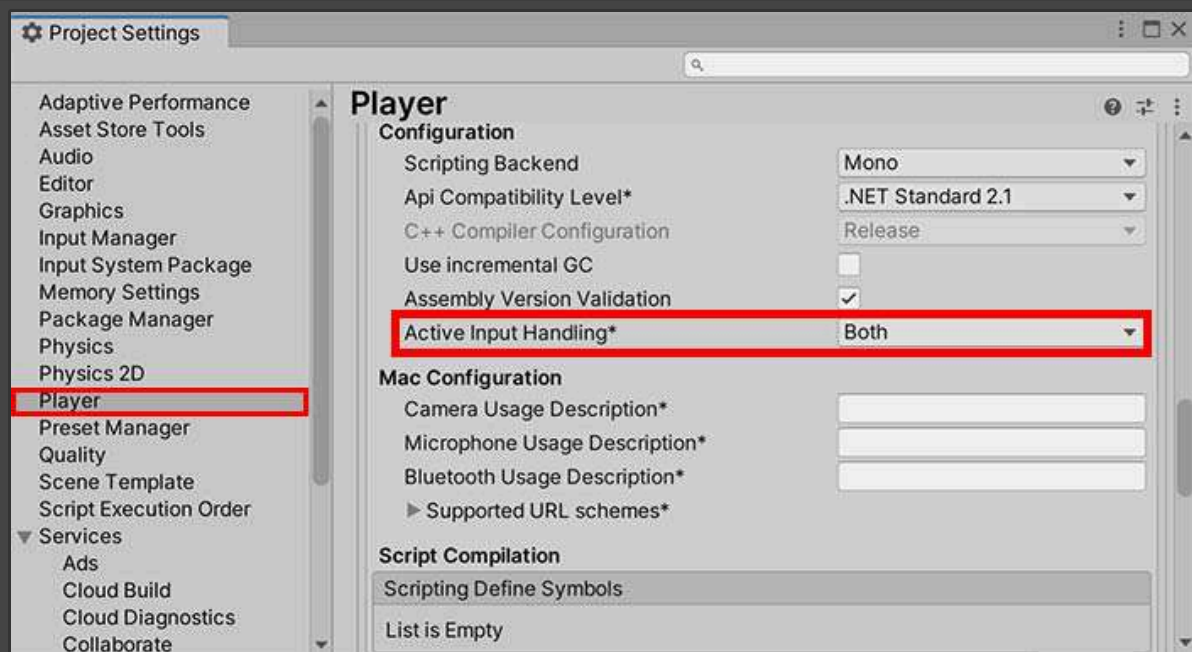 Project Settings
Adaptive Performance
Asset Store Tools
Audio
Editor
Graphics
Input Manager
Input System Package
Memory Settings
Package Manager
Physics
Physics 2D
Player
Preset Manager
Quality
Scene Template
Script Execution Order
Services
Ads
Cloud Build
Cloud Diagnostics
Collaborate
Player
Configuration
Scripting Backend Mono
Api Compatibility Level* .NET Standard 2.1
C++ Compiler Configuration Release
Use incremental GC
Assembly Version Validation
Active Input Handling* Both
Mac Configuration
Camera Usage Description*
Microphone Usage Description*
Bluetooth Usage Description*
Supported URL schemes*
Script Compilation
Scripting Define Symbols
List is Empty